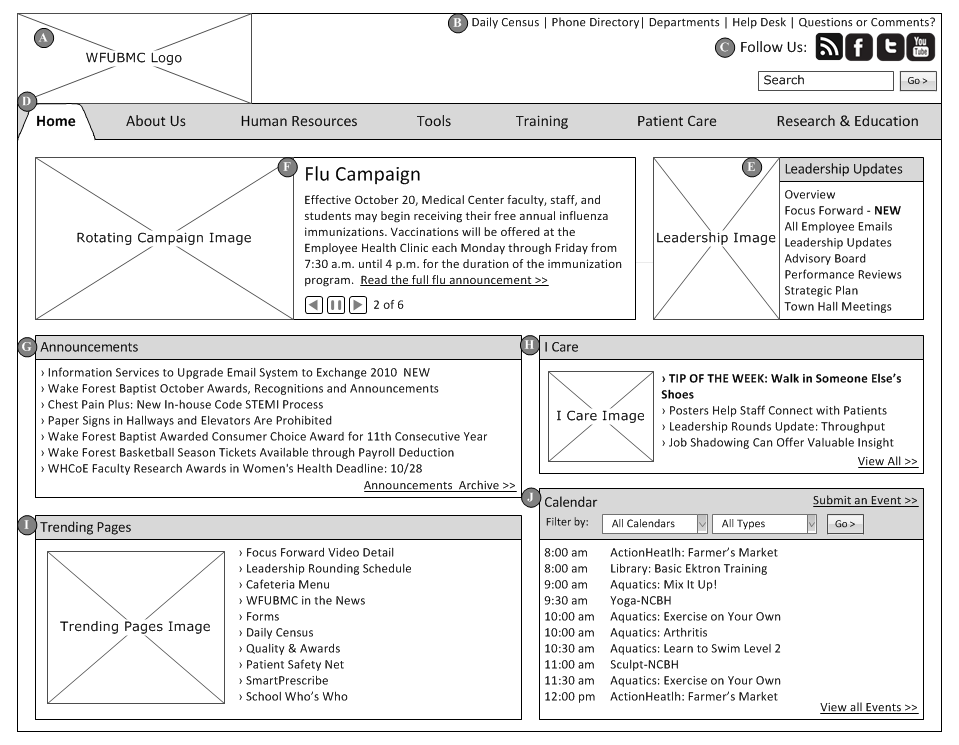 A
WFUBMC Logo
B Daily Census | Phone Directory| Departments | Help Desk | Questions or Comments?
C Follow Us: f t You Tube
Search Go >
D
Home About Us Human Resources Tools Training Patient Care Research & Education
Rotating Campaign Image
F
Flu Campaign
Effective October 20, Medical Center faculty, staff, and
students may begin receiving their free annual influenza
immunizations. Vaccinations will be offered at the
Employee Health Clinic each Monday through Friday from
7:30 a.m. until 4 p.m. for the duration of the immunization
program. Read the full flu announcement >>
2 of 6
E
Leadership Image
Leadership Updates
Overview
Focus Forward - NEW
All Employee Emails
Leadership Updates
Advisory Board
Performance Reviews
Strategic Plan
Town Hall Meetings
G Announcements
› Information Services to Upgrade Email System to Exchange 2010 NEW
› Wake Forest Baptist October Awards, Recognitions and Announcements
› Chest Pain Plus: New In-house Code STEMI Process
› Paper Signs in Hallways and Elevators Are Prohibited
› Wake Forest Baptist Awarded Consumer Choice Award for 11th Consecutive Year
› Wake Forest Basketball Season Tickets Available through Payroll Deduction
› WHCoE Faculty Research Awards in Women's Health Deadline: 10/28
Announcements Archive >>
H I Care
I Care Image
› TIP OF THE WEEK: Walk in Someone Else's
Shoes
› Posters Help Staff Connect with Patients
› Leadership Rounds Update: Throughput
› Job Shadowing Can Offer Valuable Insight
View All >>
I Trending Pages
Trending Pages Image
› Focus Forward Video Detail
› Leadership Rounding Schedule
› Cafeteria Menu
› WFUBMC in the News
› Forms
› Daily Census
› Quality & Awards
› Patient Safety Net
› SmartPrescribe
› School Who's Who
J Calendar Submit an Event >>
Filter by: All Calendars All Types Go >
8:00 am ActionHeatlh: Farmer's Market
8:00 am Library: Basic Ektron Training
9:00 am Aquatics: Mix It Up!
9:30 am Yoga-NCBH
10:00 am Aquatics: Exercise on Your Own
10:00 am Aquatics: Arthritis
10:30 am Aquatics: Learn to Swim Level 2
11:00 am Sculpt-NCBH
11:30 am Aquatics: Exercise on Your Own
12:00 pm ActionHeatlh: Farmer's Market
View all Events >>